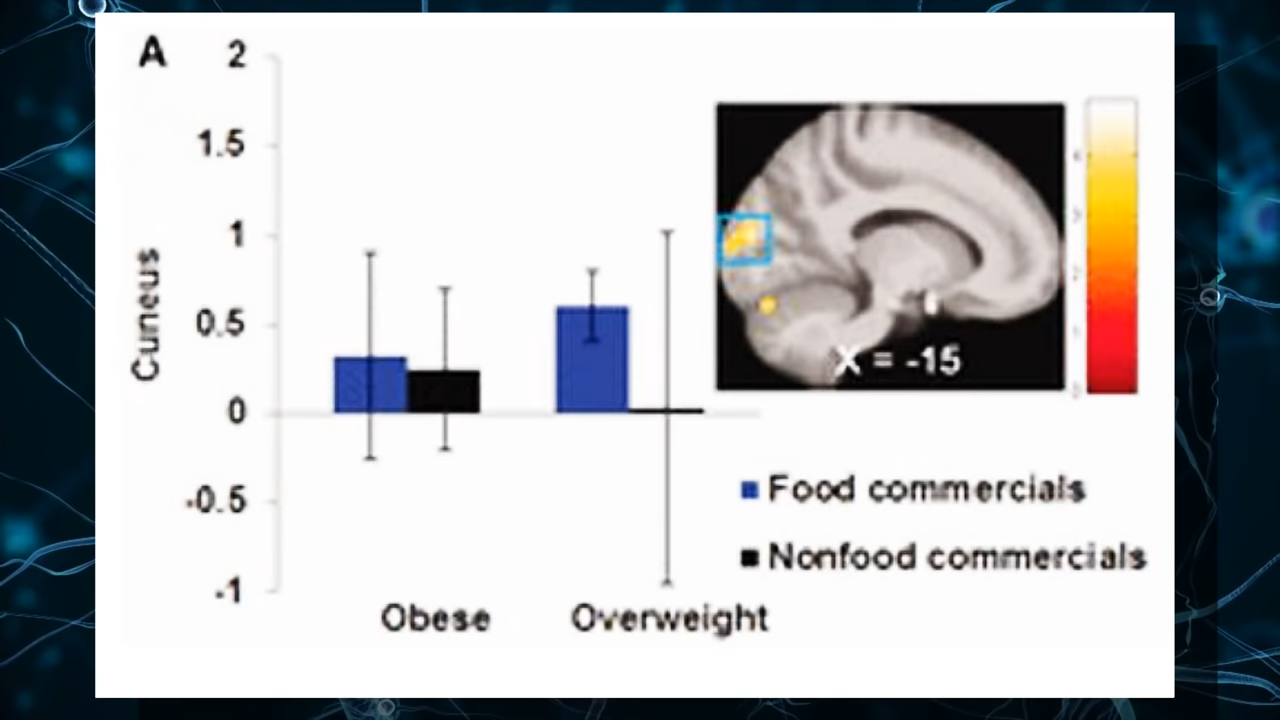 A
2
1.5
1
0.5
0
-0.5
-1
Cuneus
Obese
Overweight
X = -15
Food commercials
Nonfood commercials